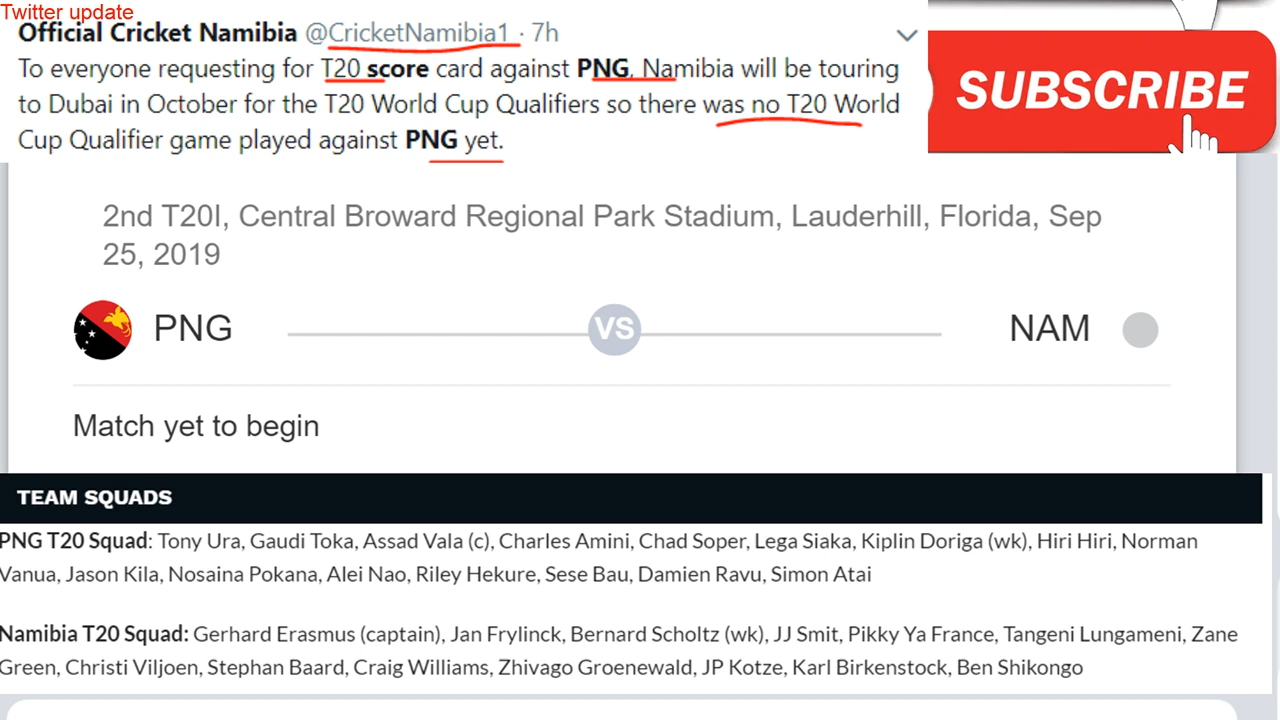 Twitter update
Official Cricket Namibia @CricketNamibia1 · 7h
To everyone requesting for T20 score card against PNG, Namibia will be touring
to Dubai in October for the T20 World Cup Qualifiers so there was no T20 World
Cup Qualifier game played against PNG yet.
SUBSCRIBE
2nd T20I, Central Broward Regional Park Stadium, Lauderhill, Florida, Sep
25, 2019
PNG VS NAM
Match yet to begin
TEAM SQUADS
PNG T20 Squad: Tony Ura, Gaudi Toka, Assad Vala (c), Charles Amini, Chad Soper, Lega Siaka, Kiplin Doriga (wk), Hiri Hiri, Norman
Vanua, Jason Kila, Nosaina Pokana, Alei Nao, Riley Hekure, Sese Bau, Damien Ravu, Simon Atai
Namibia T20 Squad: Gerhard Erasmus (captain), Jan Frylinck, Bernard Scholtz (wk), JJ Smit, Pikky Ya France, Tangeni Lungameni, Zane
Green, Christi Viljoen, Stephan Baard, Craig Williams, Zhivago Groenewald, JP Kotze, Karl Birkenstock, Ben Shikongo